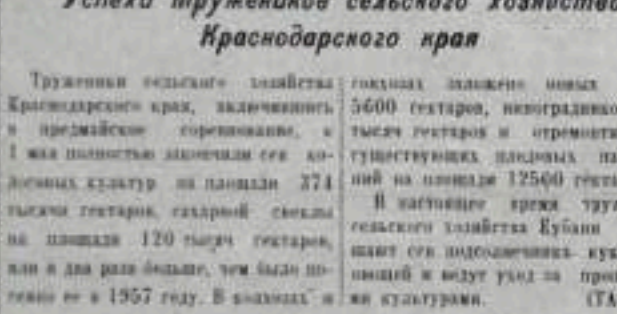 Успехи тружеников сельского хозяйства
Краснодарского края
Труженики сельского хозяйства
Краснодарского края, включившись
в предмайское соревнование, к
1 мая полностью закончили сев ко-
лосовых культур на площади 374
тысячи гектаров, сахарной свеклы
на площади 120 тысяч гектаров,
или в два раза больше, чем было по-
сеяно ее в 1957 году. В колхозах и
совхозах заложено новых
5600 гектаров, виноградников
тысяч гектаров и отремонти
существующих плодовых на
ний на площади 12500 гекта
В настоящее время тру
сельского хозяйства Кубани
шают сев подсолнечника, кук
овощей и ведут уход за
ми культурами. (ТА